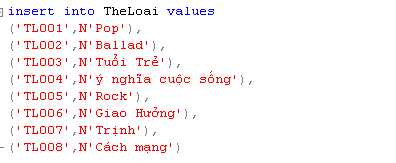 insert into TheLoai values
('TL001',N'Pop'),
('TL002',N'Ballad'),
('TL003',N'Tuổi Trẻ'),
('TL004',N'ý nghĩa cuộc sống'),
('TL005',N'Rock'),
('TL006',N'Giao Hưởng'),
('TL007',N'Trịnh'),
('TL008',N'Cách mạng')